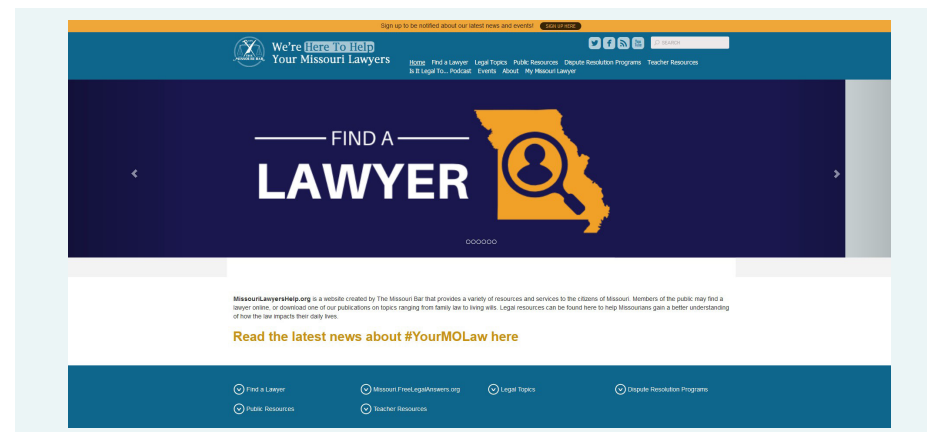 Sign up to be notified about our latest news and events! SIGN UP HERE
We're Here To Help
Your Missouri Lawyers
SEARCH
Home Find a Lawyer Legal Topics Public Resources Dispute Resolution Programs Teacher Resources
Is It Legal To... Podcast Events About My Missouri Lawyer
FIND A
LAWYER
MissouriLawyersHelp.org is a website created by The Missouri Bar that provides a variety of resources and services to the citizens of Missouri. Members of the public may find a
lawyer online, or download one of our publications on topics ranging from family law to living wills. Legal resources can be found here to help Missourians gain a better understanding
of how the law impacts their daily lives.
Read the latest news about #YourMOLaw here
Find a Lawyer Missouri.FreeLegalAnswers.org Legal Topics Dispute Resolution Programs
Public Resources Teacher Resources